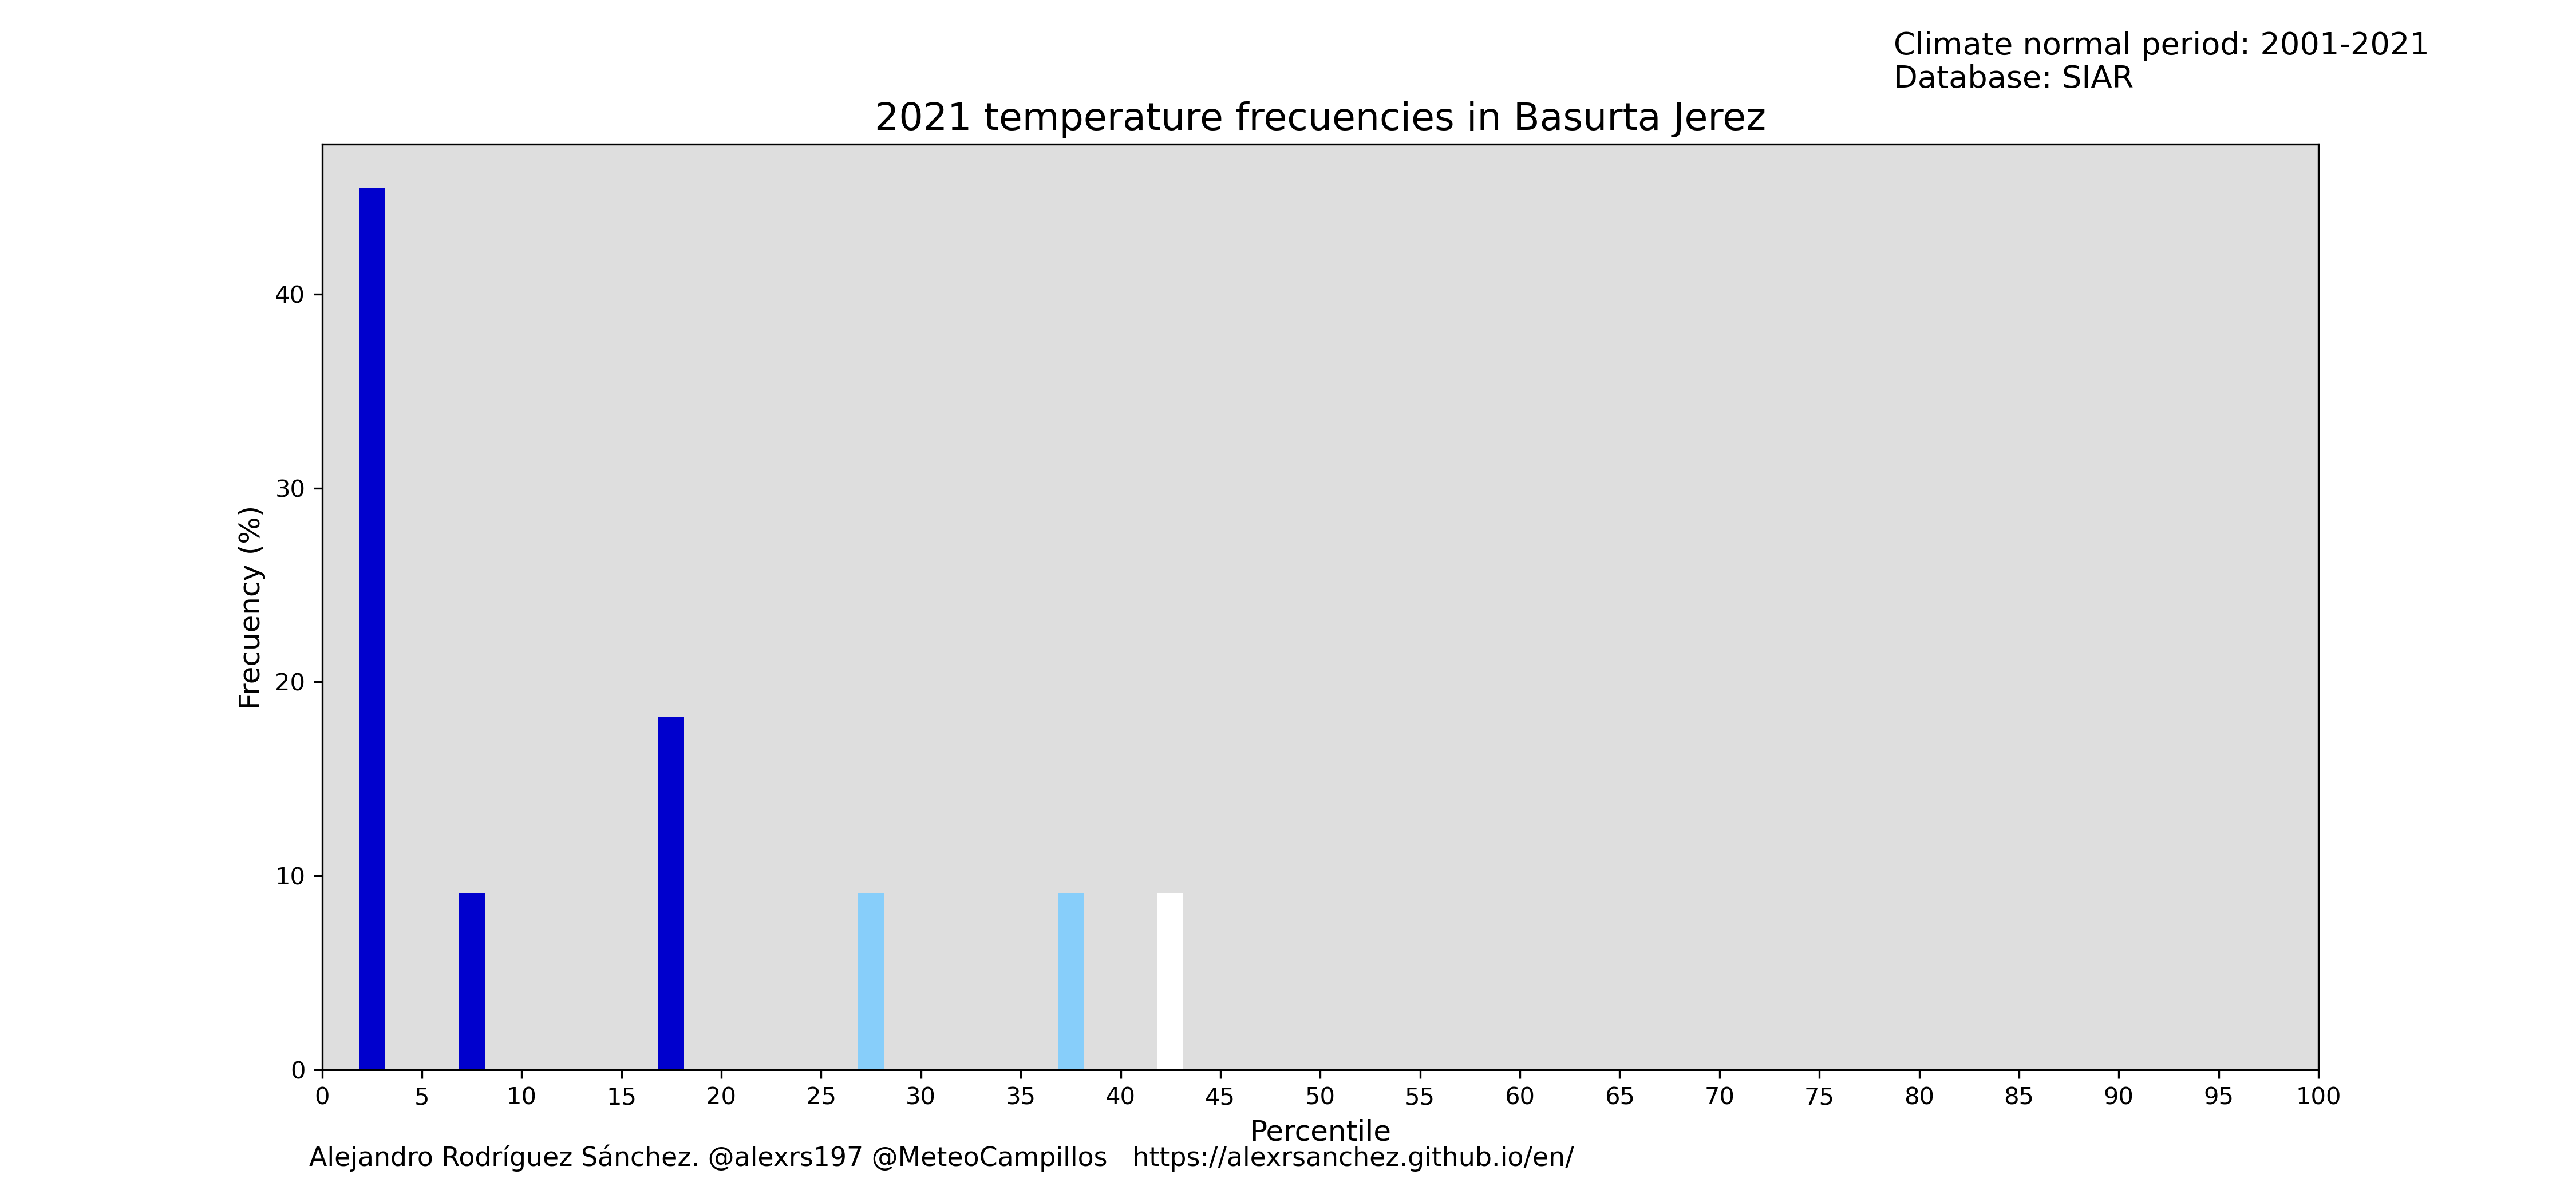 Climate normal period: 2001-2021
Database: SIAR
2021 temperature frecuencies in Basurta Jerez
Frecuency (%)
40
30
20
10
0
0 5 10 15 20 25 30 35 40 45 50 55 60 65 70 75 80 85 90 95 100
Percentile
Alejandro Rodríguez Sánchez. @alexrs197 @MeteoCampillos https://alexrsanchez.github.io/en/